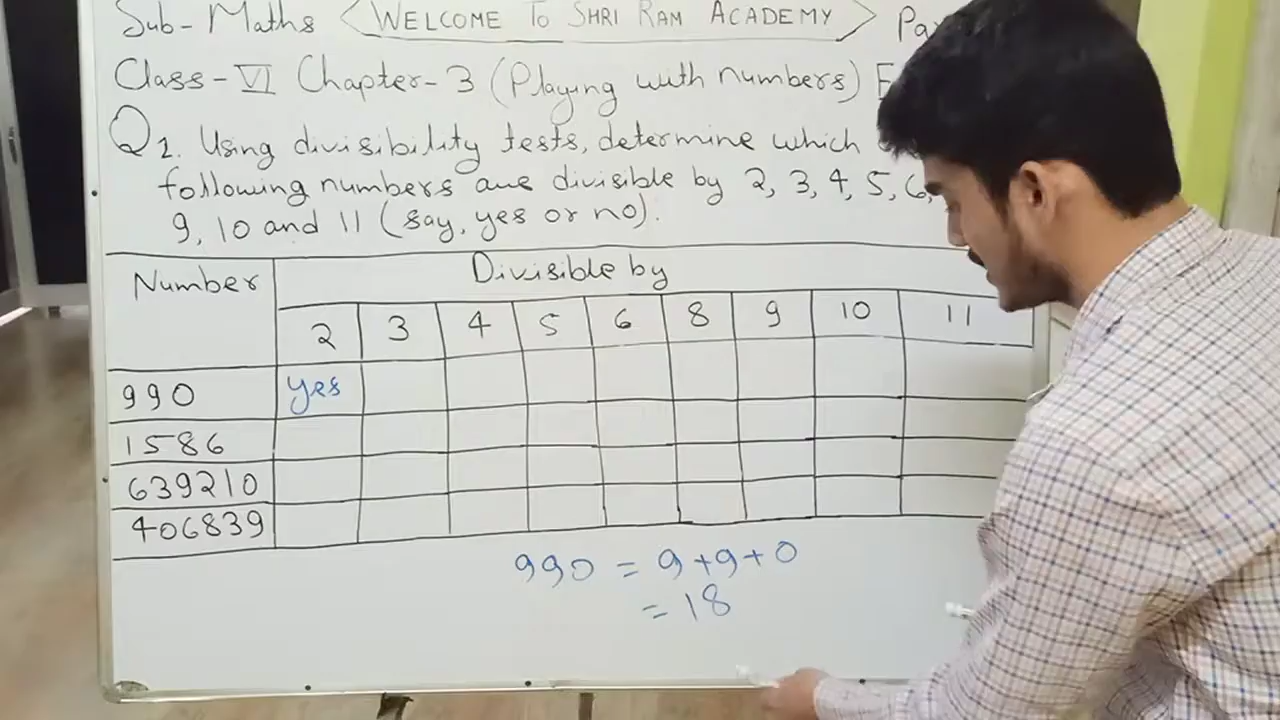 Sub- Maths WELCOME TO SHRI RAM ACADEMY
Class-VI Chapter-3 (Playing with numbers)
Q1. Using divisibility tests, determine which
following numbers are divisible by 2, 3, 4, 5, 6,
9, 10 and 11 (say, yes or no).
Number Divisible by
2 3 4 5 6 8 9 10 11
990 yes
1586
639210
406839
990 = 9+9+0
= 18